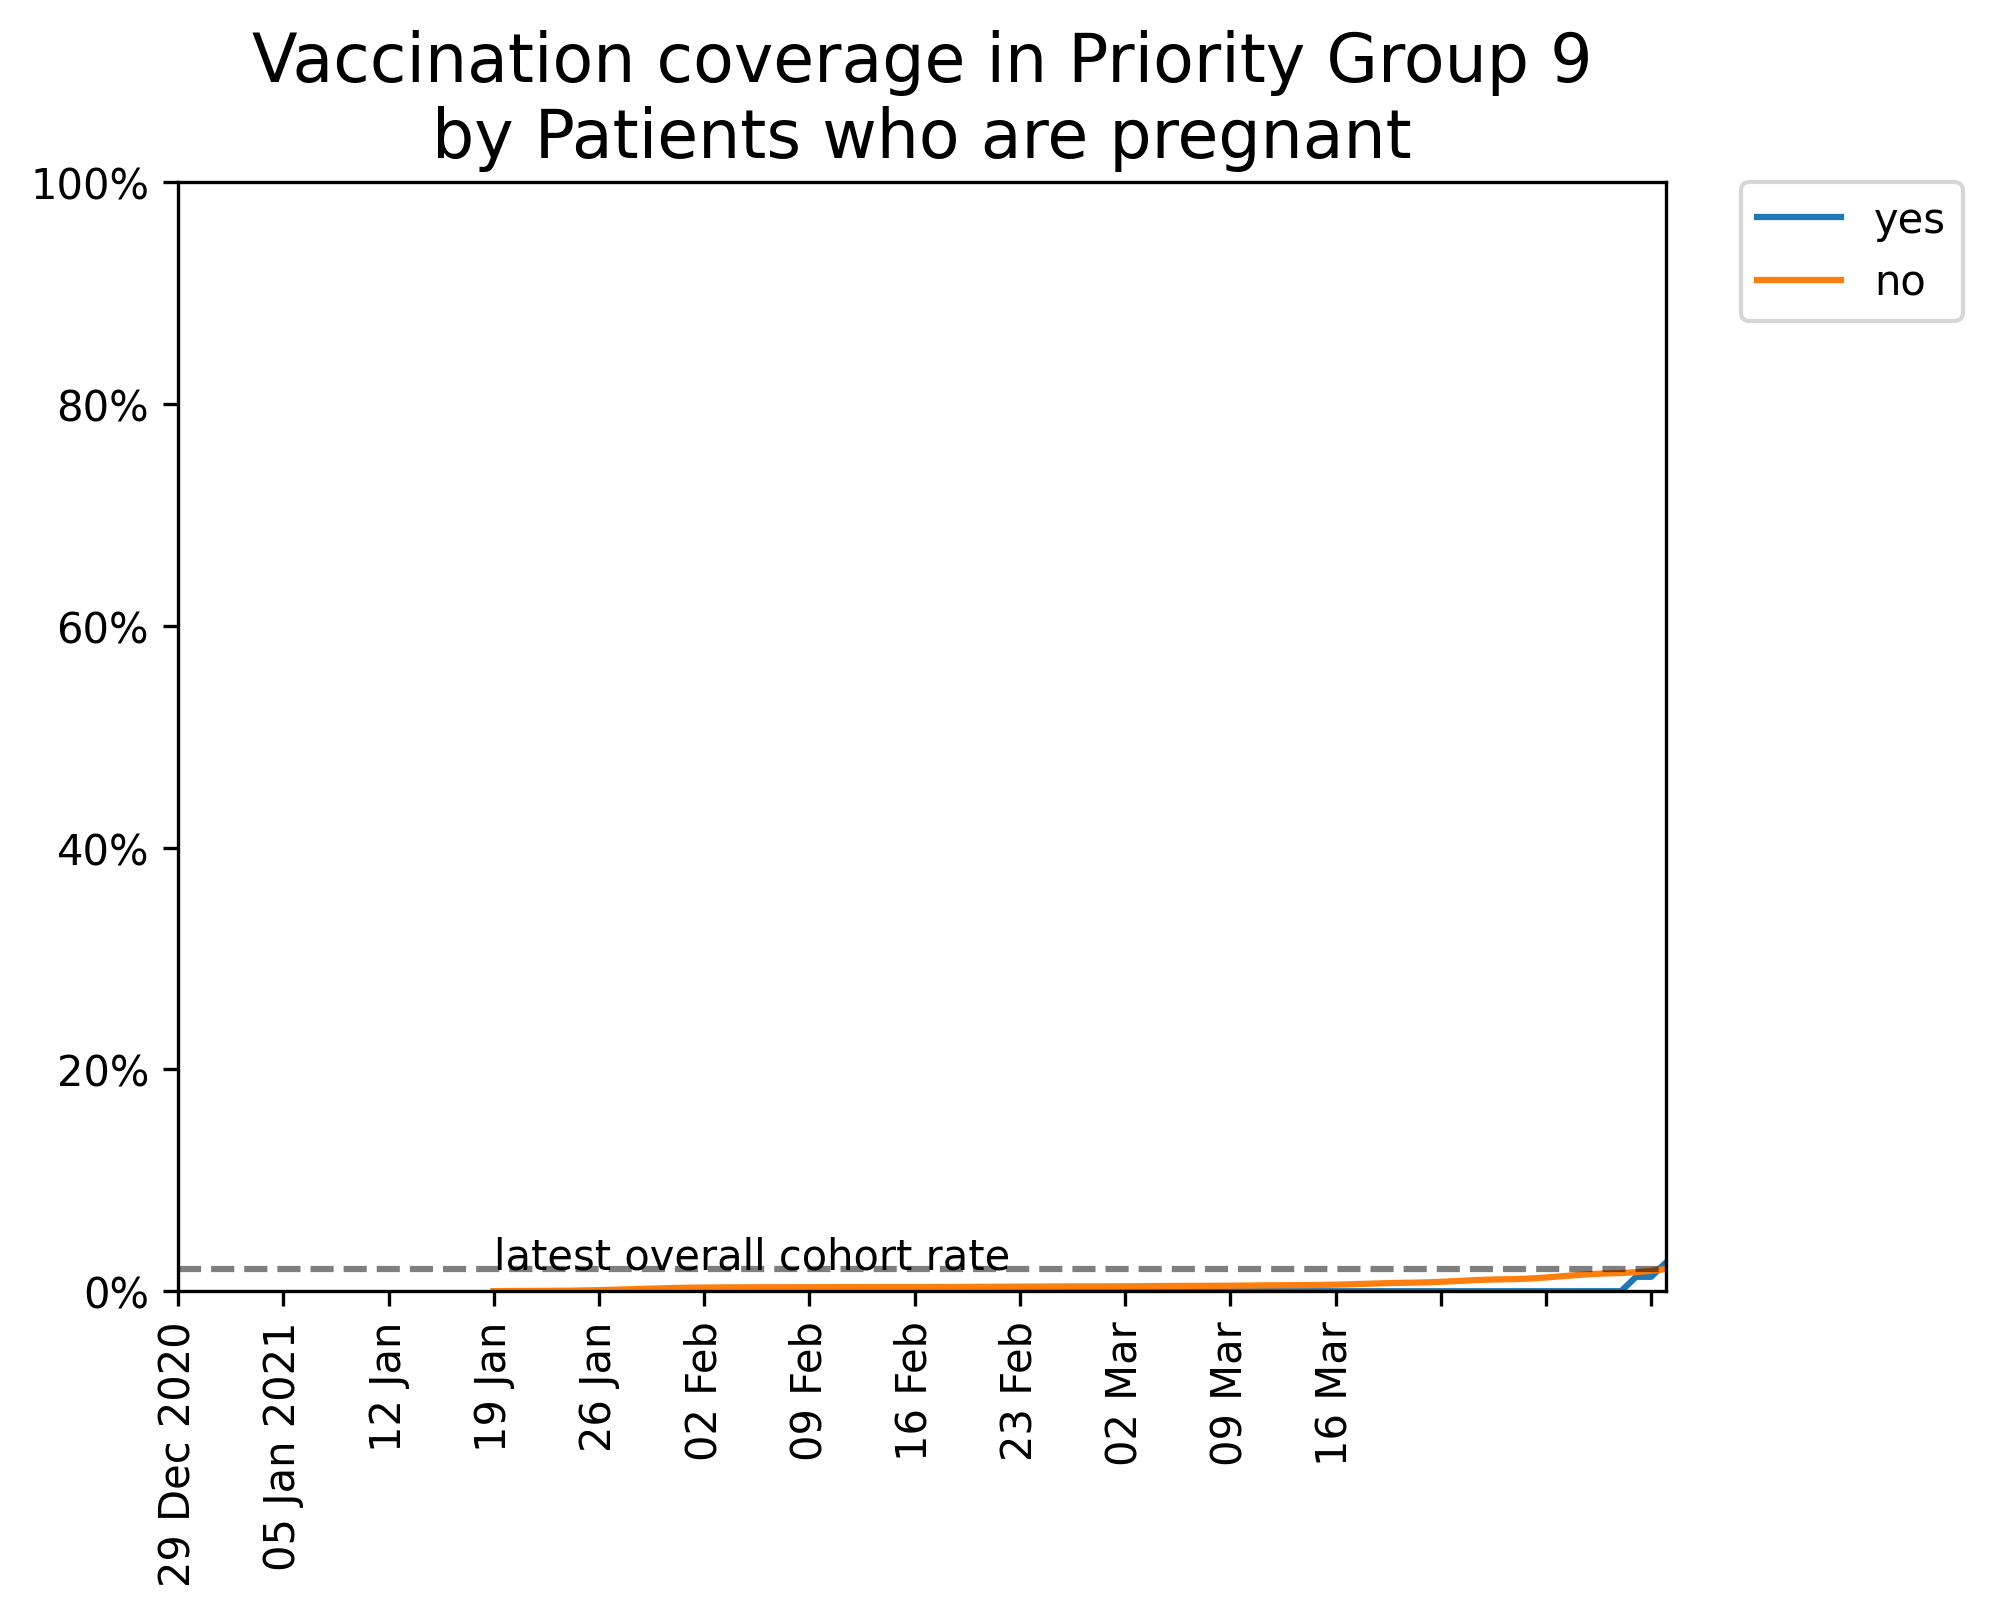 Vaccination coverage in Priority Group 9
by Patients who are pregnant
100%
80%
60%
40%
20%
0%
yes
no
latest overall cohort rate
29 Dec 2020
05 Jan 2021
12 Jan
19 Jan
26 Jan
02 Feb
09 Feb
16 Feb
23 Feb
02 Mar
09 Mar
16 Mar